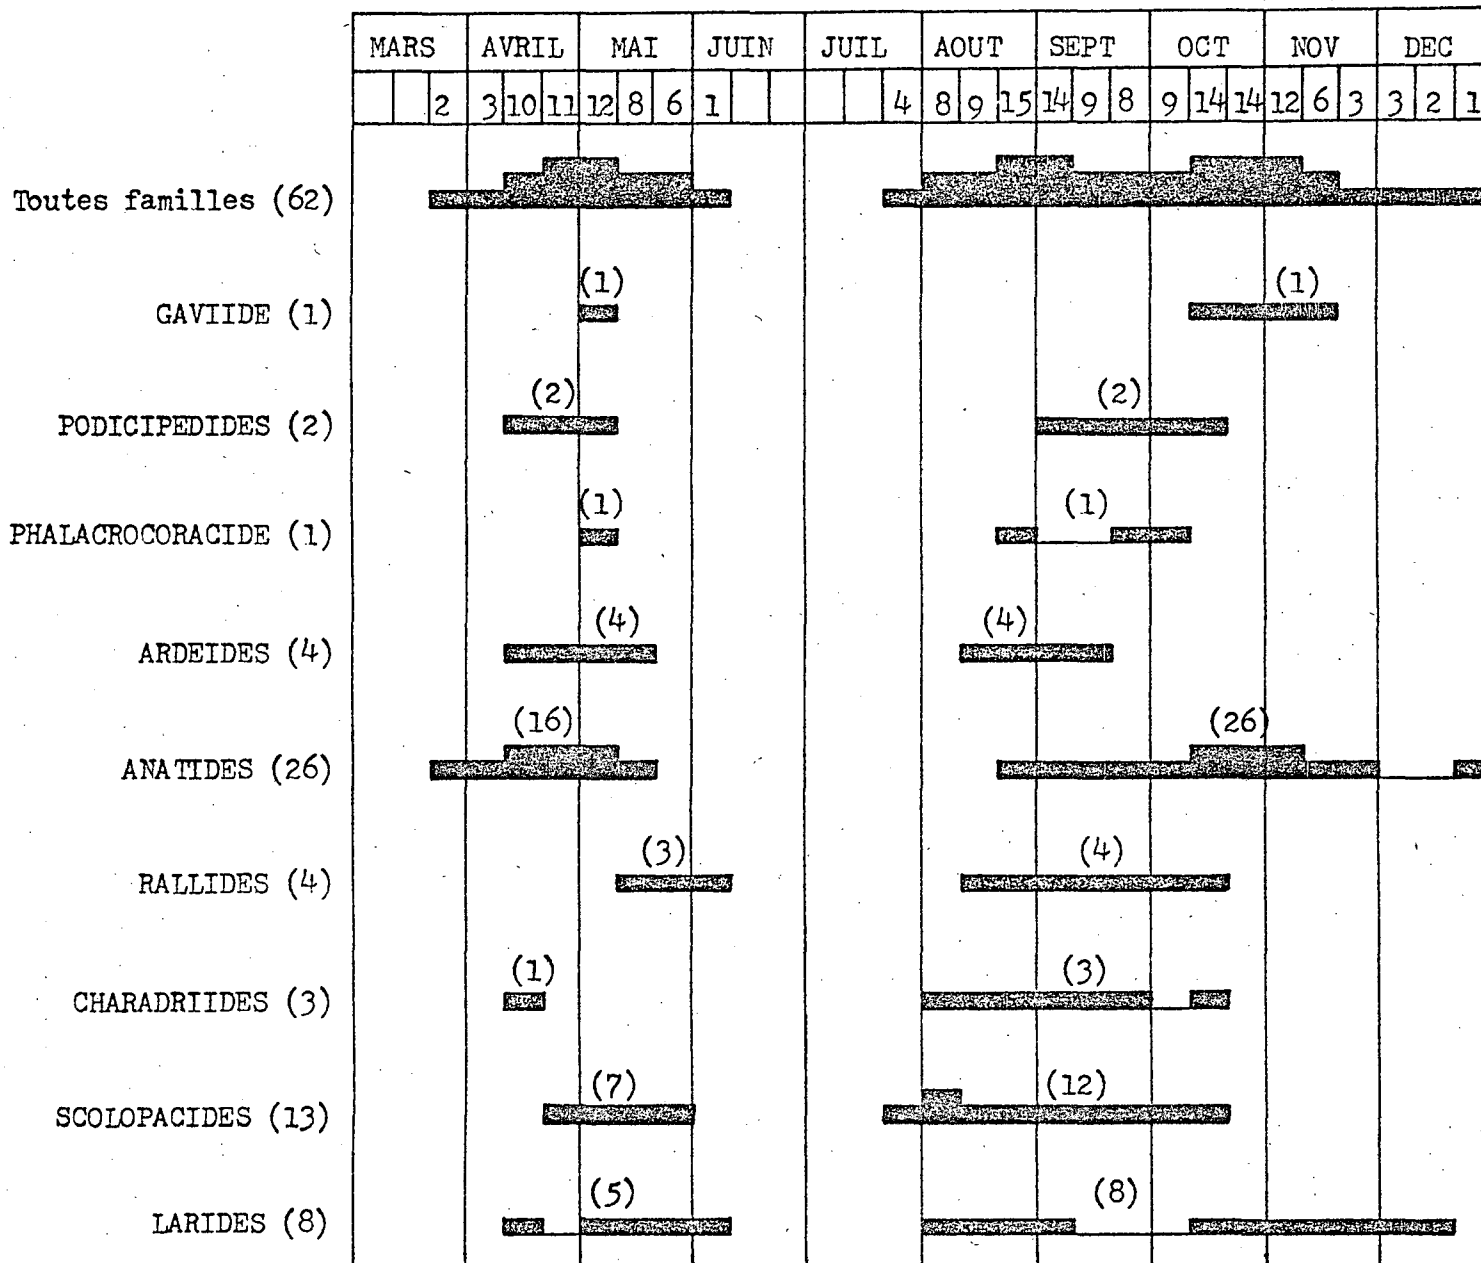 MARS AVRIL MAI JUIN JUIL AOUT SEPT OCT NOV DEC
2 3 10 11 12 8 6 1 4 8 9 15 14 9 8 9 14 14 12 6 3 3 2 1
Toutes familles (62)
(1) (1)
GAVIIDE (1)
(2) (2)
PODICIPEDIDES (2)
(1) (1)
PHALACROCORACIDE (1)
(4) (4)
ARDEIDES (4)
(16) (26)
ANATIDES (26)
(3) (4)
RALLIDES (4)
(1) (3)
CHARADRIIDES (3)
(7) (12)
SCOLOPACIDES (13)
(5) (8)
LARIDES (8)